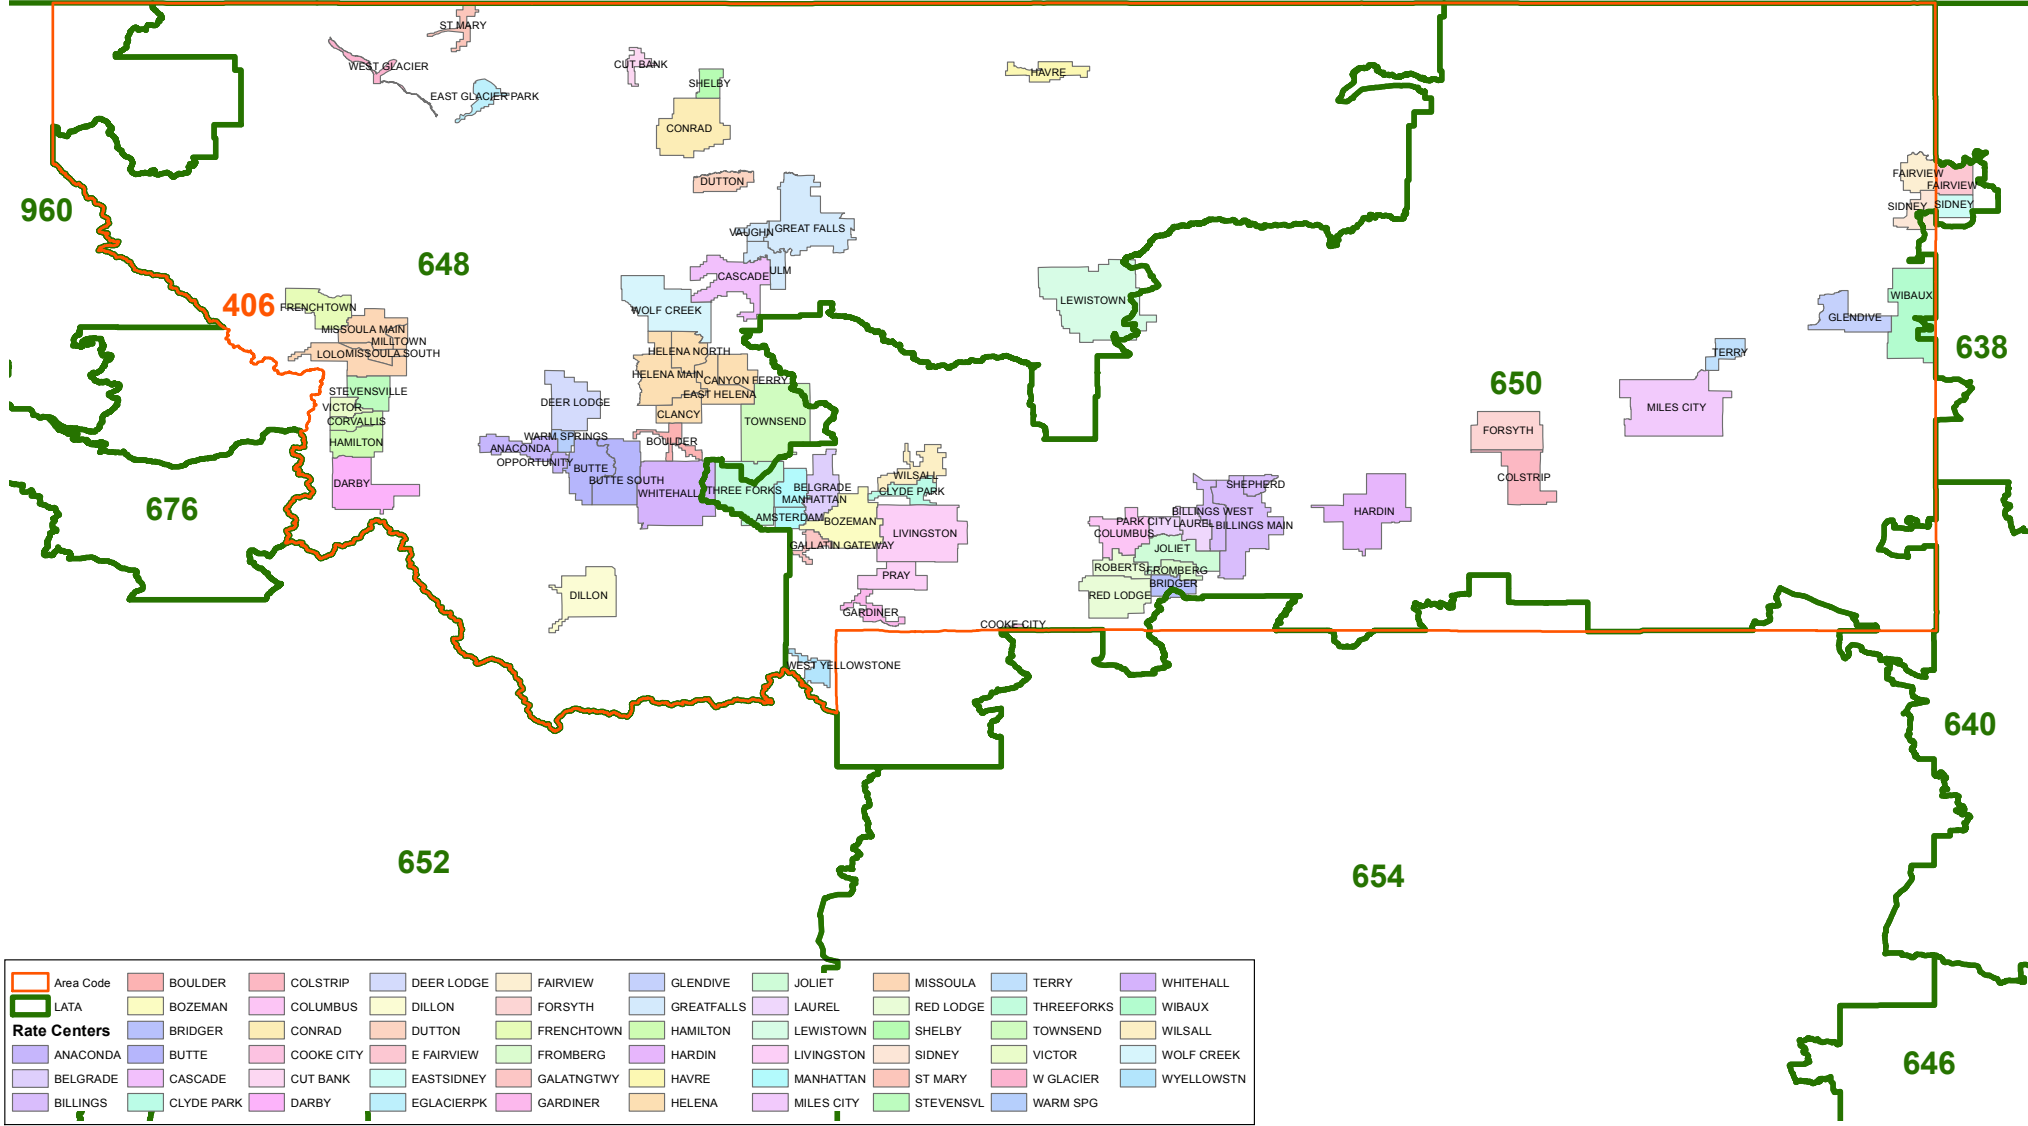 ST MARY
WEST GLACIER
CUT BANK
HAVRE
SHELBY
EAST GLACIER PARK
CONRAD
FAIRVIEW
DUTTON
FAIRVIEW
960
SIDNEY
SIDNEY
VAUGHN
GREAT FALLS
648
ULM
CASCADE
406
FRENCHTOWN
LEWISTOWN
WIBAUX
WOLF CREEK
GLENDIVE
MISSOULA MAIN
MILLTOWN
638
LOLO
MISSOULA SOUTH
HELENA NORTH
TERRY
HELENA MAIN
CANYON FERRY
650
STEVENSVILLE
EAST HELENA
VICTOR
DEER LODGE
MILES CITY
CLANCY
CORVALLIS
TOWNSEND
FORSYTH
WARM SPRINGS
HAMILTON
BOULDER
ANACONDA
OPPORTUNITY
BUTTE
WILSALL
COLSTRIP
BUTTE SOUTH
DARBY
BELGRADE
SHEPHERD
WHITEHALL
THREE FORKS
CLYDE PARK
MANHATTAN
676
AMSTERDAM
BOZEMAN
BILLINGS WEST
HARDIN
PARK CITY
LAUREL
BILLINGS MAIN
COLUMBUS
LIVINGSTON
GALLATIN GATEWAY
JOLIET
ROBERTS
FROMBERG
PRAY
BRIDGER
DILLON
RED LODGE
GARDINER
COOKE CITY
WEST YELLOWSTONE
640
652
654
646
Area Code BOULDER COLSTRIP DEER LODGE FAIRVIEW GLENDIVE JOLIET MISSOULA TERRY WHITEHALL
LATA BOZEMAN COLUMBUS DILLON FORSYTH GREATFALLS LAUREL RED LODGE THREEFORKS WIBAUX
Rate Centers BRIDGER CONRAD DUTTON FRENCHTOWN HAMILTON LEWISTOWN SHELBY TOWNSEND WILSALL
ANACONDA BUTTE COOKE CITY E FAIRVIEW FROMBERG HARDIN LIVINGSTON SIDNEY VICTOR WOLF CREEK
BELGRADE CASCADE CUT BANK EASTSIDNEY GALATNGTWY HAVRE MANHATTAN ST MARY W GLACIER WYELLOWSTN
BILLINGS CLYDE PARK DARBY EGLACIERPK GARDINER HELENA MILES CITY STEVENSVL WARM SPG